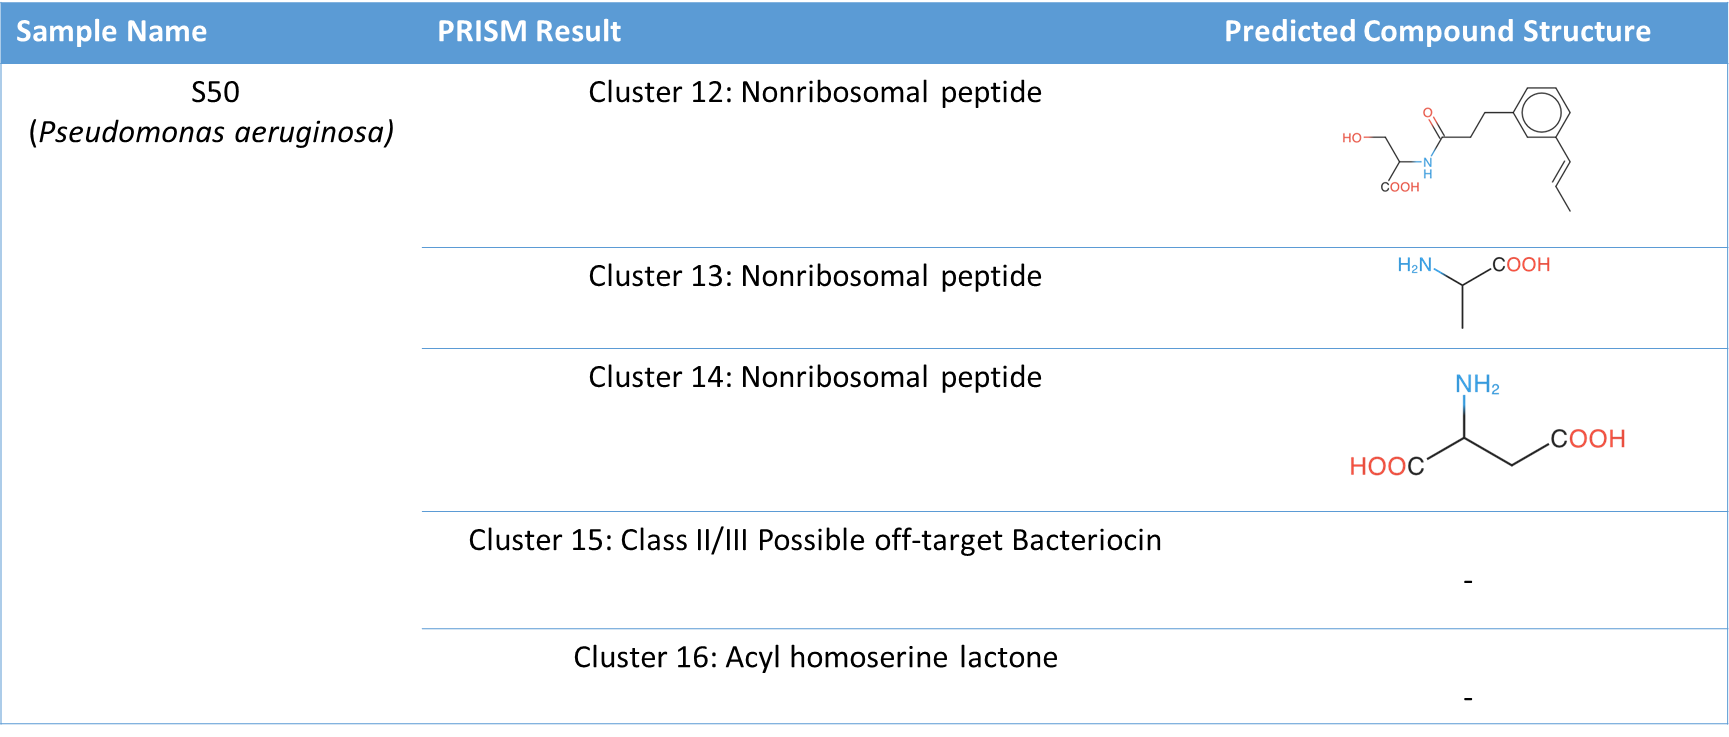 Sample Name PRISM Result Predicted Compound Structure
S50
(Pseudomonas aeruginosa)
Cluster 12: Nonribosomal peptide
O
HO
N
H
COOH
Cluster 13: Nonribosomal peptide
H₂N COOH
Cluster 14: Nonribosomal peptide
NH₂
COOH
HOOC
Cluster 15: Class II/III Possible off-target Bacteriocin
-
Cluster 16: Acyl homoserine lactone
-